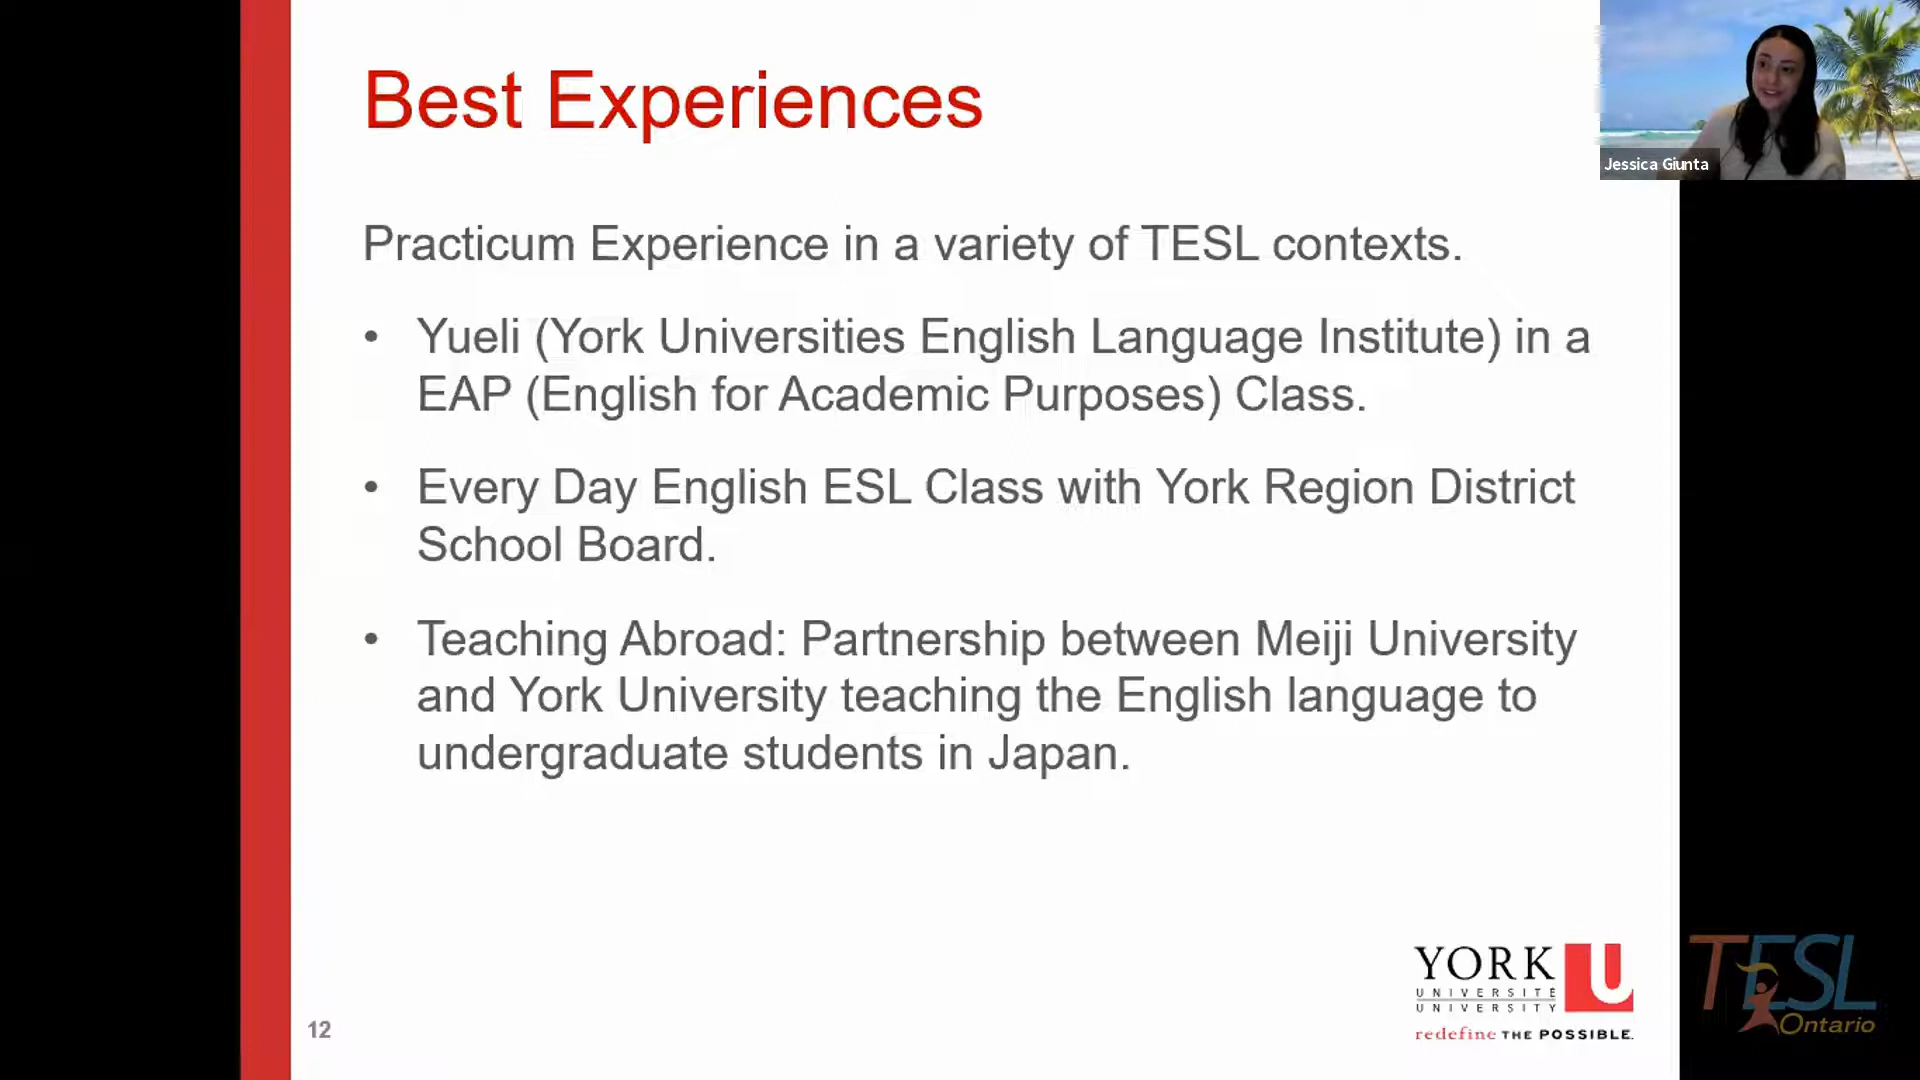 Best Experiences
Jessica Giunta
Practicum Experience in a variety of TESL contexts.
• Yueli (York Universities English Language Institute) in a
EAP (English for Academic Purposes) Class.
• Every Day English ESL Class with York Region District
School Board.
• Teaching Abroad: Partnership between Meiji University
and York University teaching the English language to
undergraduate students in Japan.
YORK U
UNIVERSITÉ
UNIVERSITY
redefine THE POSSIBLE.
TESL
Ontario
12